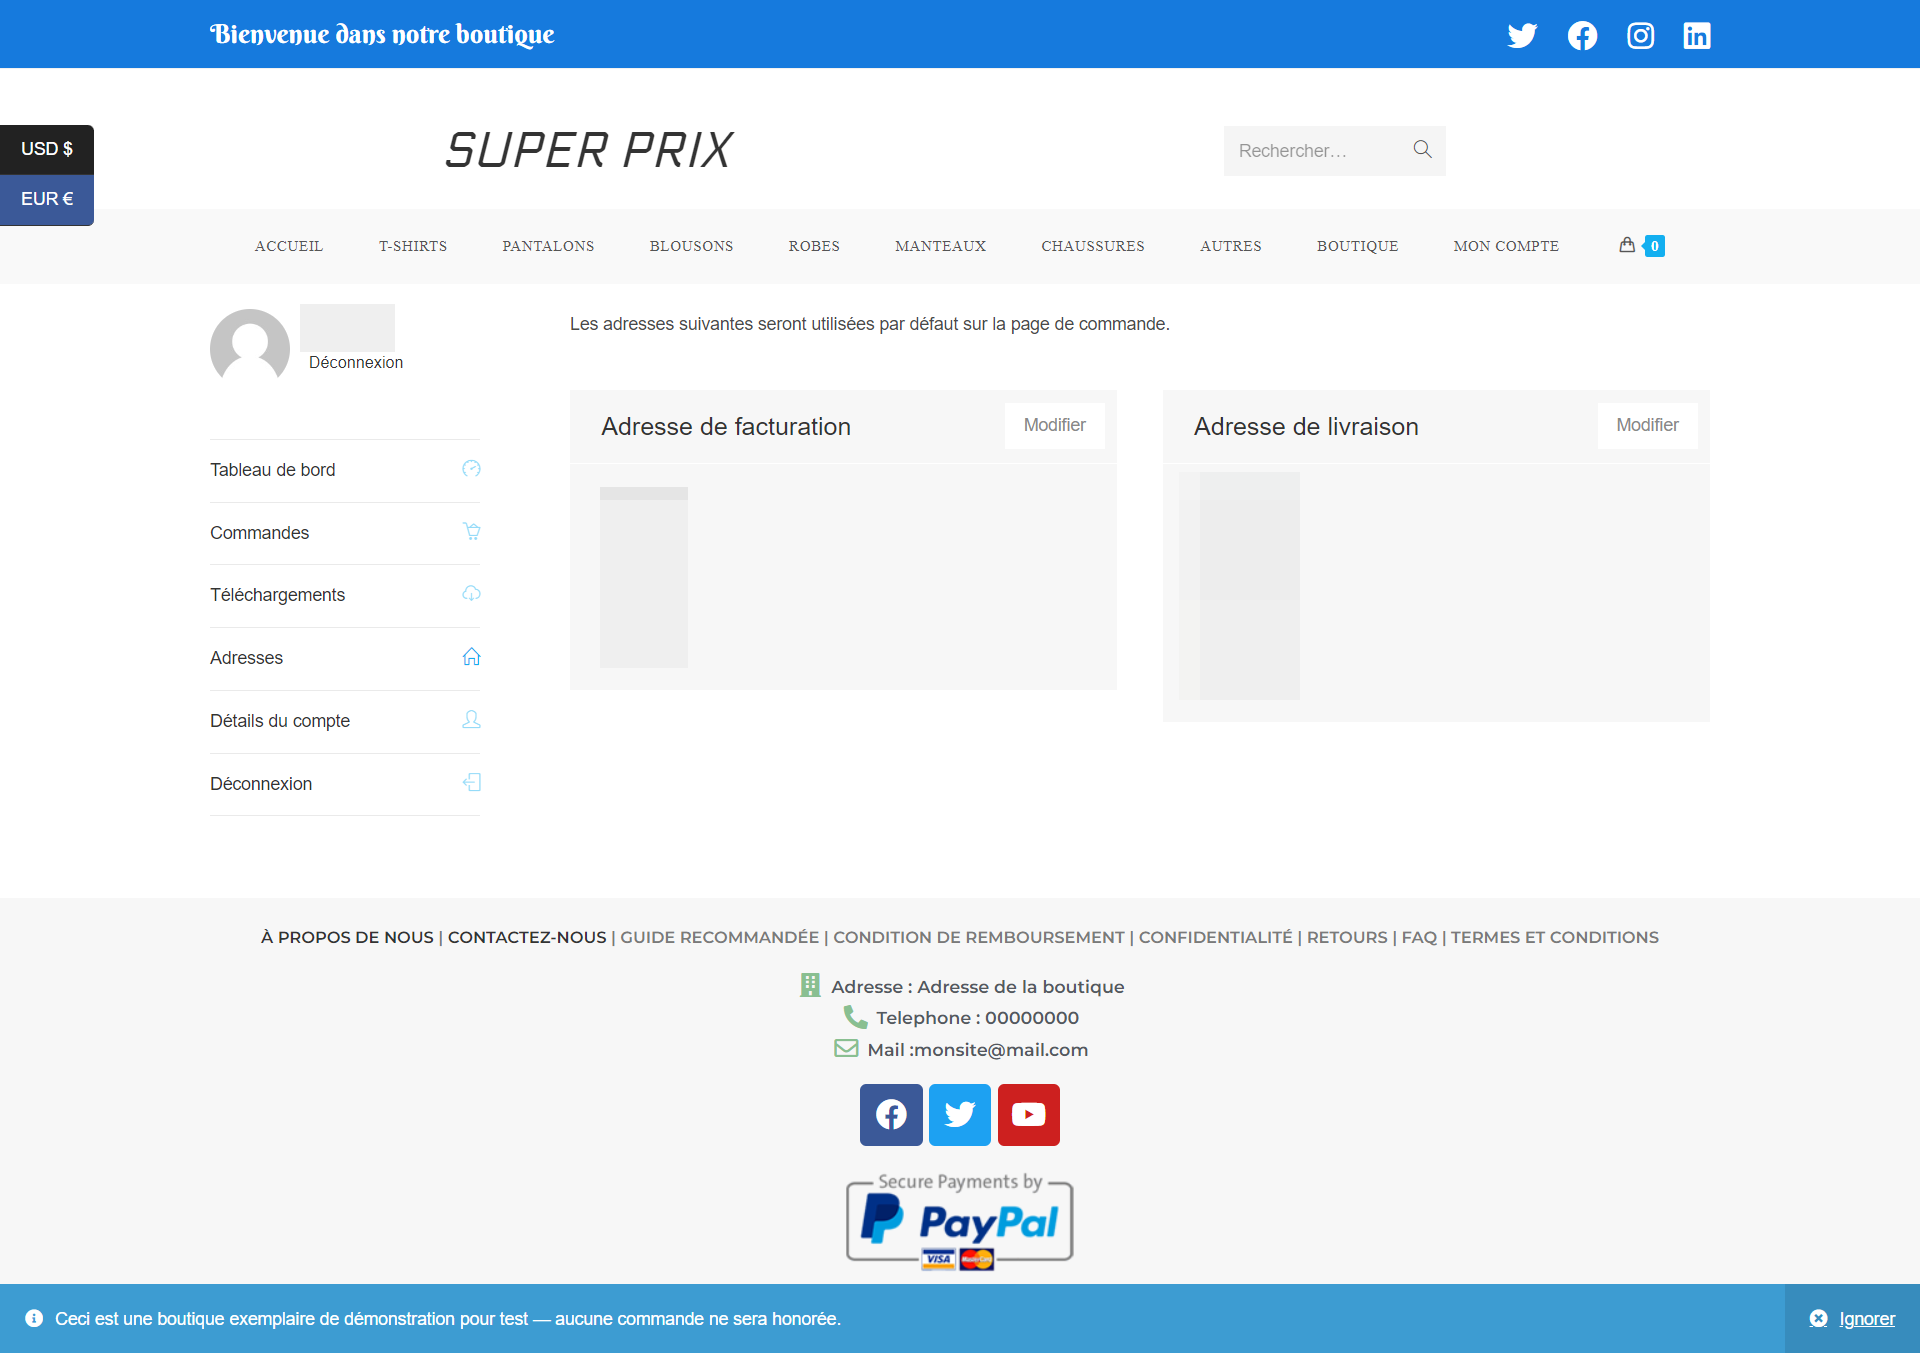 Bienvenue dans notre boutique
USD $
EUR €
SUPER PRIX
Rechercher…
ACCUEIL T-SHIRTS PANTALONS BLOUSONS ROBES MANTEAUX CHAUSSURES AUTRES BOUTIQUE MON COMPTE 0
Déconnexion
Tableau de bord
Commandes
Téléchargements
Adresses
Détails du compte
Déconnexion
Les adresses suivantes seront utilisées par défaut sur la page de commande.
Adresse de facturation Modifier
Adresse de livraison Modifier
À PROPOS DE NOUS | CONTACTEZ-NOUS | GUIDE RECOMMANDÉE | CONDITION DE REMBOURSEMENT | CONFIDENTIALITÉ | RETOURS | FAQ | TERMES ET CONDITIONS
Adresse : Adresse de la boutique
Telephone : 00000000
Mail :monsite@mail.com
Secure Payments by
PayPal
VISA MasterCard
Ceci est une boutique exemplaire de démonstration pour test — aucune commande ne sera honorée.
Ignorer